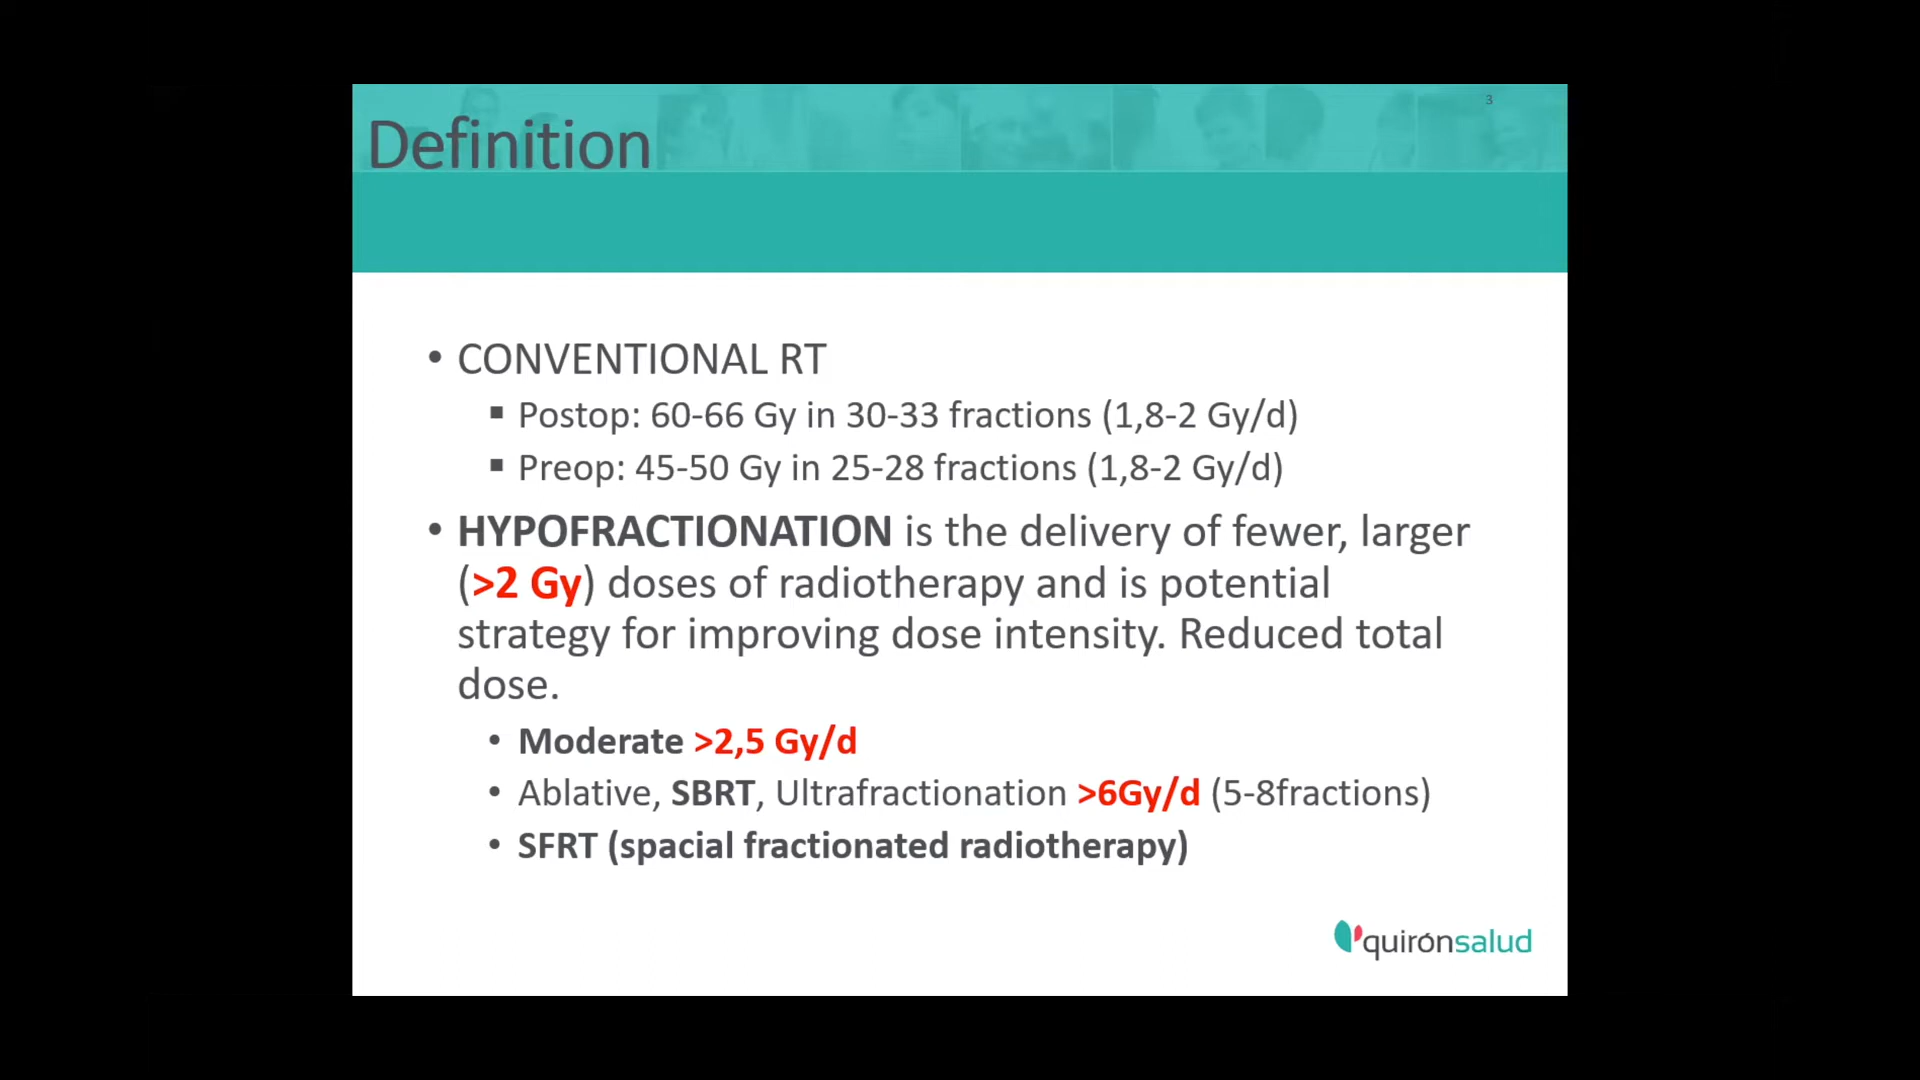 3
Definition
• CONVENTIONAL RT
▪ Postop: 60-66 Gy in 30-33 fractions (1,8-2 Gy/d)
▪ Preop: 45-50 Gy in 25-28 fractions (1,8-2 Gy/d)
• HYPOFRACTIONATION is the delivery of fewer, larger
(>2 Gy) doses of radiotherapy and is potential
strategy for improving dose intensity. Reduced total
dose.
• Moderate >2,5 Gy/d
• Ablative, SBRT, Ultrafractionation >6Gy/d (5-8fractions)
• SFRT (spacial fractionated radiotherapy)
quirónsalud